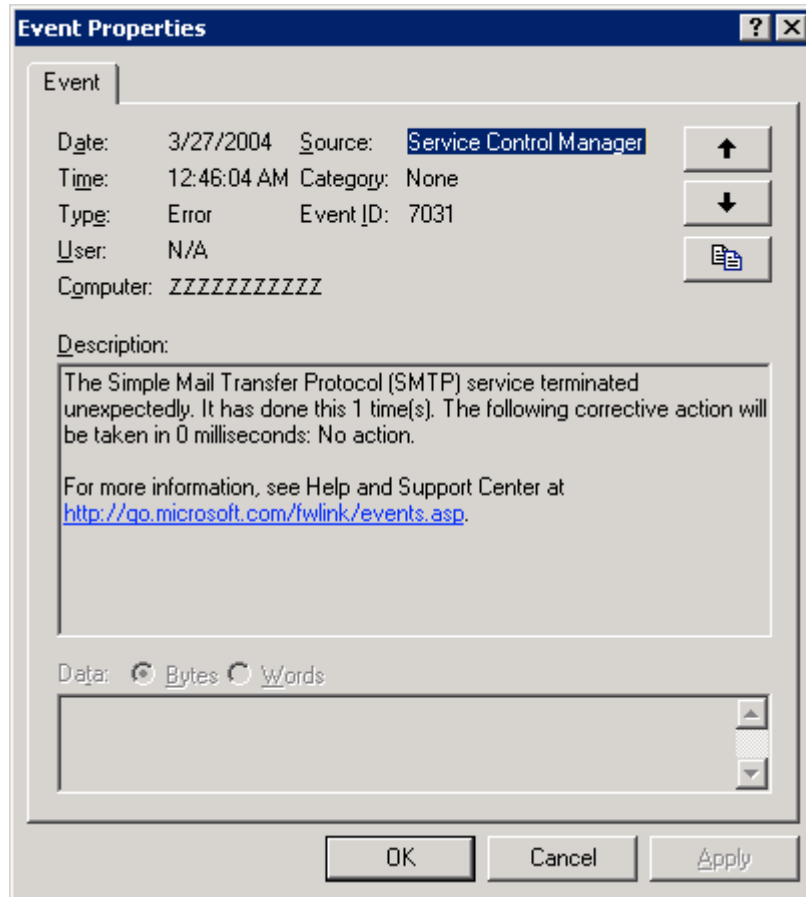 Event Properties
Event
Date: 3/27/2004 Source: Service Control Manager
Time: 12:46:04 AM Category: None
Type: Error Event ID: 7031
User: N/A
Computer: ZZZZZZZZZZZ
Description:
The Simple Mail Transfer Protocol (SMTP) service terminated
unexpectedly. It has done this 1 time(s). The following corrective action will
be taken in 0 milliseconds: No action.
For more information, see Help and Support Center at
http://go.microsoft.com/fwlink/events.asp.
Data: Bytes Words
OK Cancel Apply